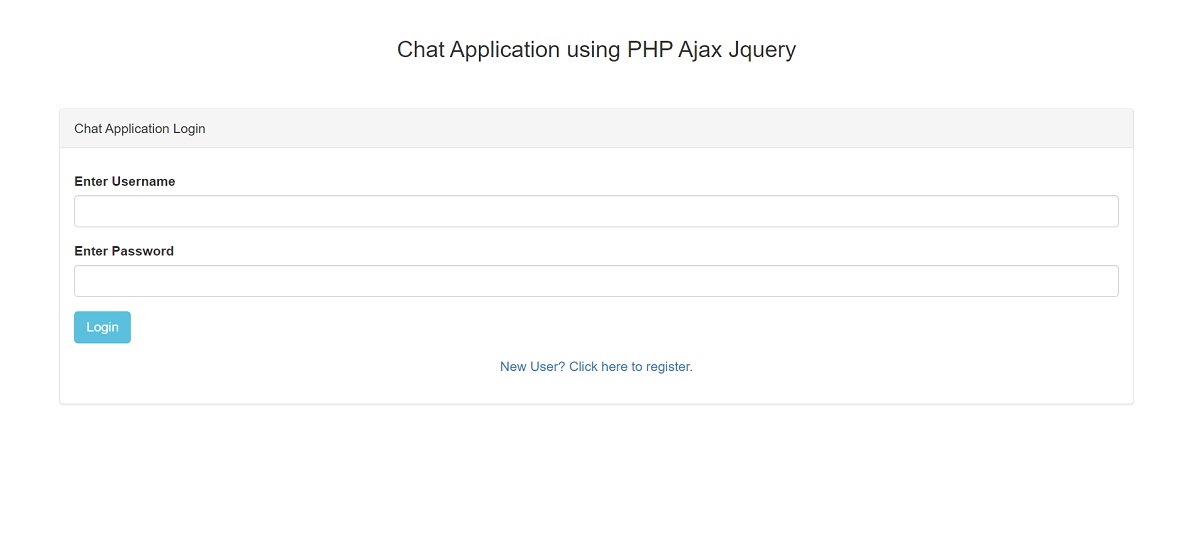 Chat Application using PHP Ajax Jquery
Chat Application Login
Enter Username
Enter Password
Login
New User? Click here to register.